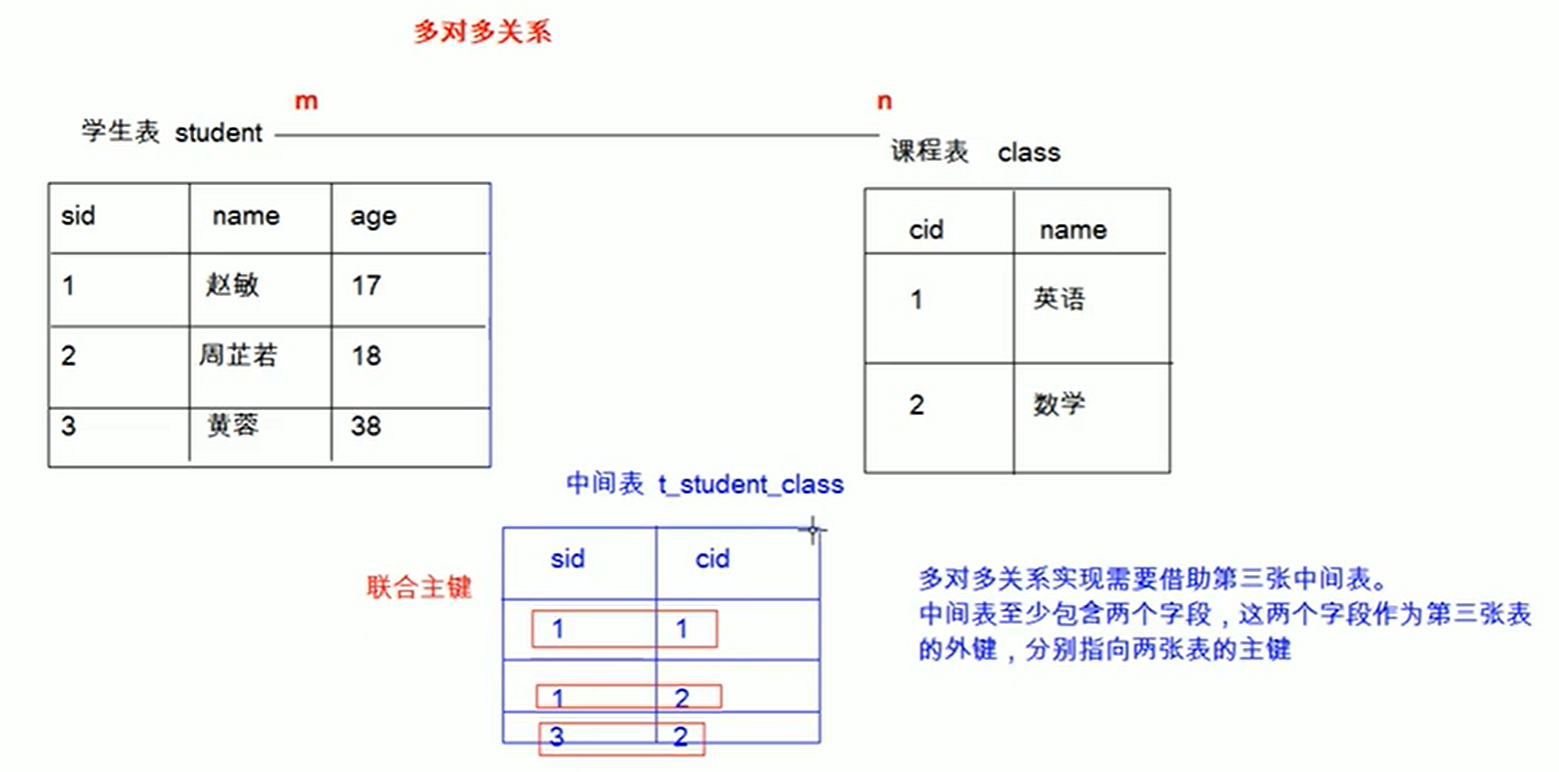 多对多关系
m n
学生表 student
课程表 class
sid name age
1 赵敏 17
2 周芷若 18
3 黄蓉 38
cid name
1 英语
2 数学
中间表 t_student_class
联合主键
sid cid
1 1
1 2
3 2
多对多关系实现需要借助第三张中间表。
中间表至少包含两个字段，这两个字段作为第三张表
的外键，分别指向两张表的主键